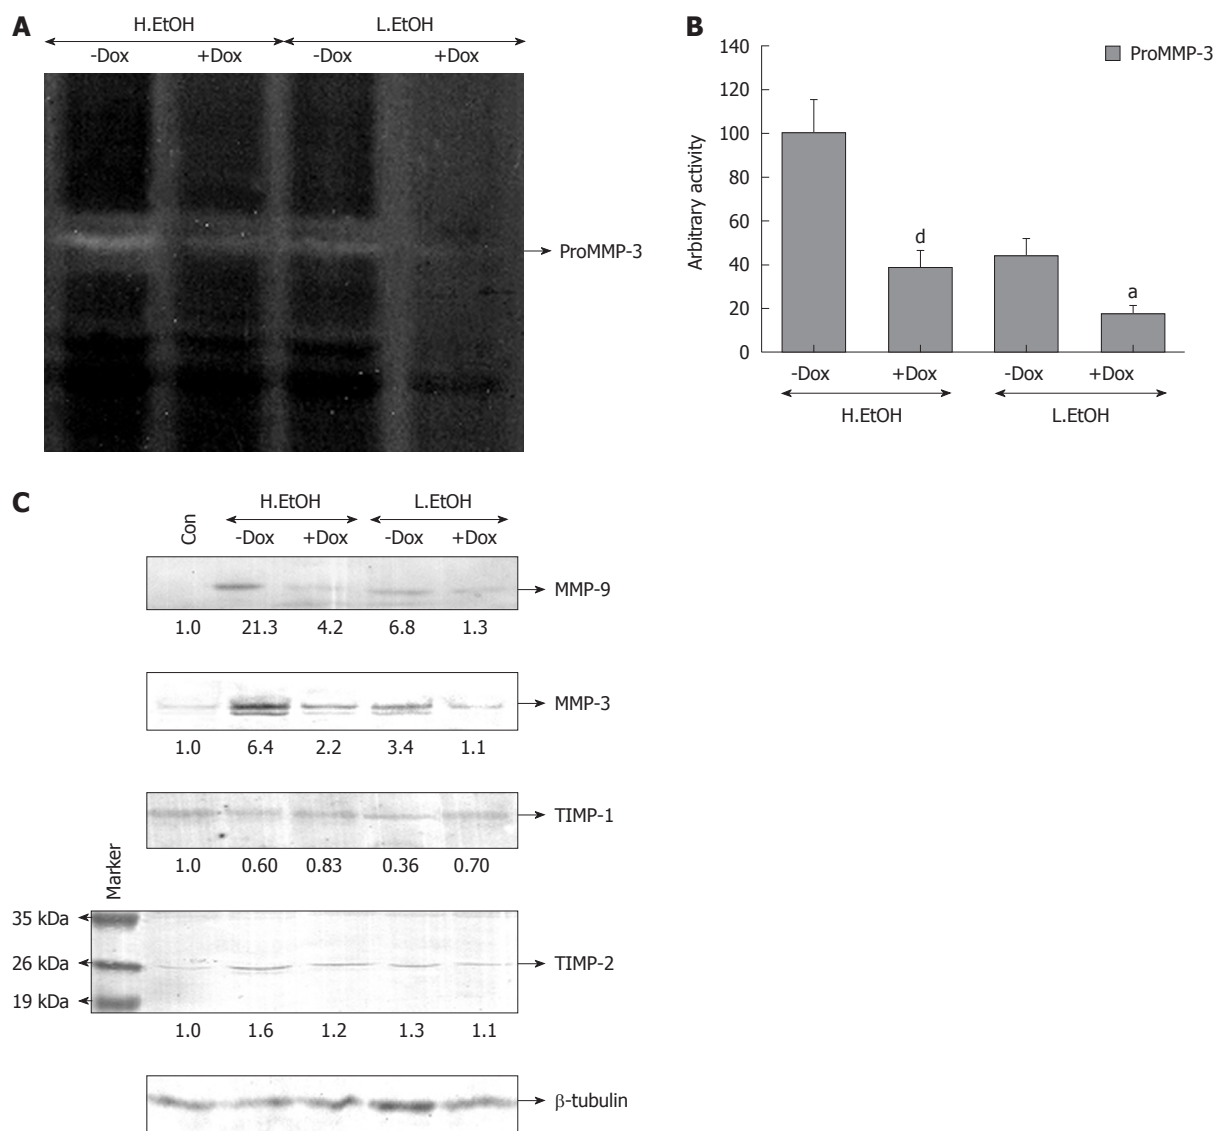 A
H.EtOH L.EtOH
-Dox +Dox -Dox +Dox
ProMMP-3
B
140
120
100
80
60
40
20
0
Arbitrary activity
ProMMP-3
d
a
-Dox +Dox -Dox +Dox
H.EtOH L.EtOH
C
H.EtOH L.EtOH
Con -Dox +Dox -Dox +Dox
MMP-9
1.0 21.3 4.2 6.8 1.3
MMP-3
1.0 6.4 2.2 3.4 1.1
TIMP-1
1.0 0.60 0.83 0.36 0.70
Marker
35 kDa
26 kDa
19 kDa
TIMP-2
1.0 1.6 1.2 1.3 1.1
β-tubulin